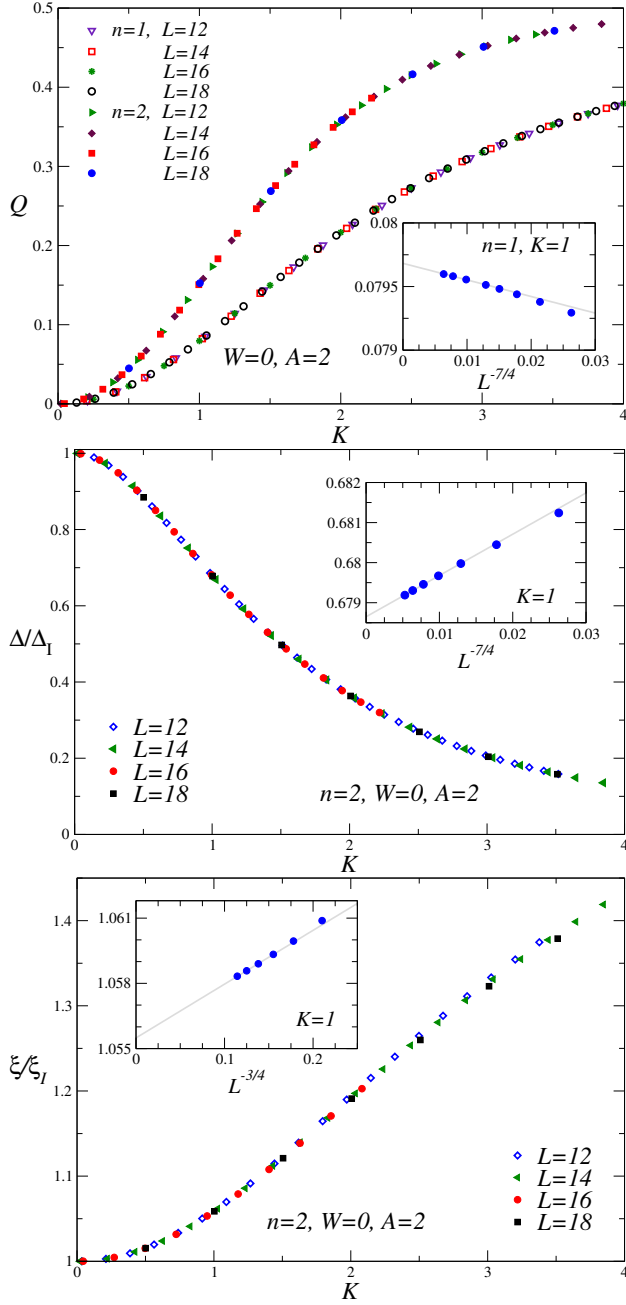 0.5
n=1, L=12
L=14
L=16
L=18
n=2, L=12
L=14
L=16
L=18
0.4
0.3
Q
0.2
0.1
0
W=0, A=2
0.08
n=1, K=1
0.0795
0.079
0 0.01 0.02 0.03
L^{-7/4}
0 1 2 3 4
K
1
0.8
0.6
Δ/Δ_I
0.4
0.2
0
0.682
0.681
0.68
0.679
K=1
0 0.01 0.02 0.03
L^{-7/4}
L=12
L=14
L=16
L=18
n=2, W=0, A=2
0 1 2 3 4
K
1.4
1.3
ξ/ξ_I
1.2
1.1
1
1.061
1.058
1.055
K=1
0 0.1 0.2
L^{-3/4}
L=12
L=14
L=16
L=18
n=2, W=0, A=2
0 1 2 3 4
K